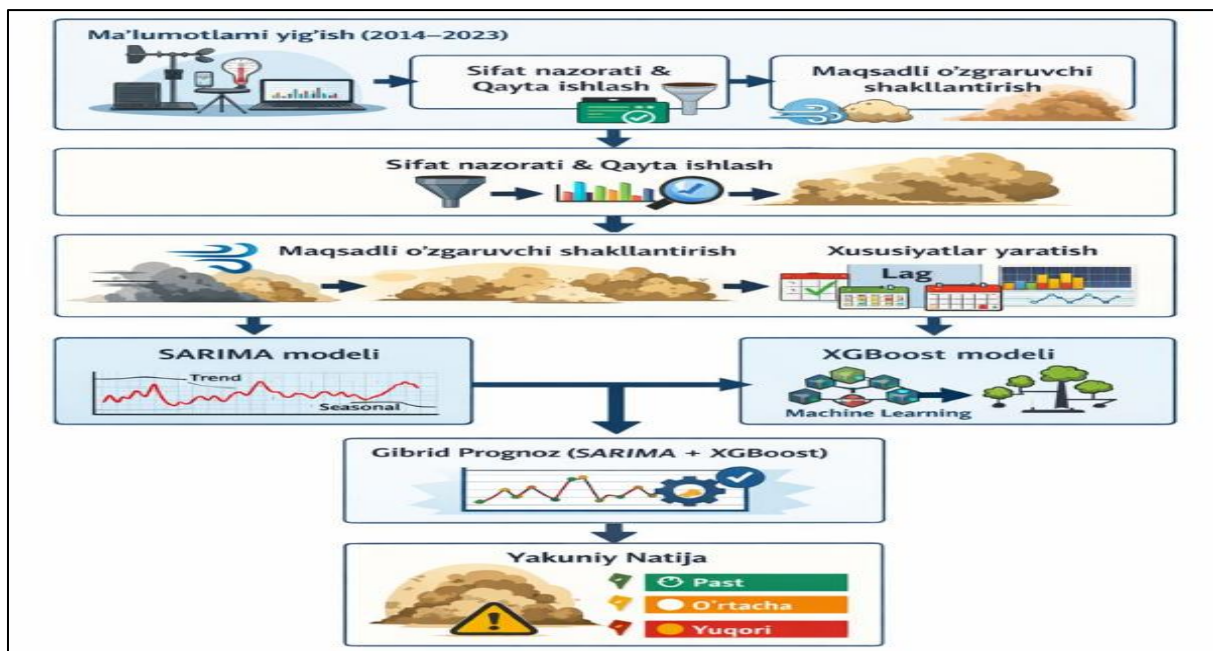 Ma'lumotlarni yig'ish (2014–2023)
Sifat nazorati &
Qayta ishlash
Maqsadli o'zgraruvchi
shakllantirish
Sifat nazorati & Qayta ishlash
Maqsadli o'zgaruvchi shakllantirish
Xususiyatlar yaratish
Lag
SARIMA modeli
Trend
Seasonal
XGBoost modeli
Machine Learning
Gibrid Prognoz (SARIMA + XGBoost)
Yakuniy Natija
Past
O'rtacha
Yuqori